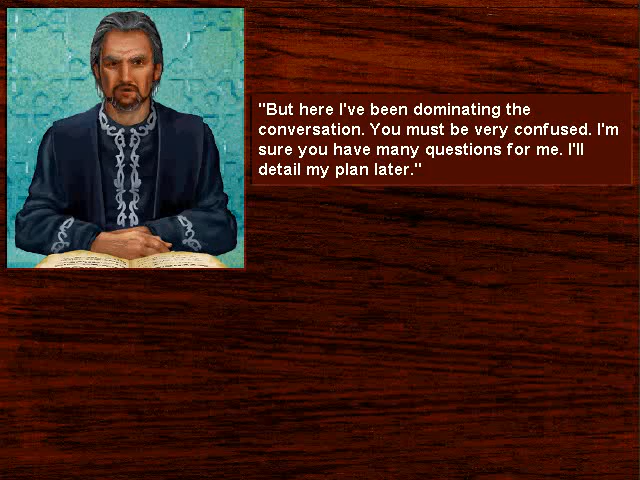 "But here I've been dominating the
conversation. You must be very confused. I'm
sure you have many questions for me. I'll
detail my plan later."